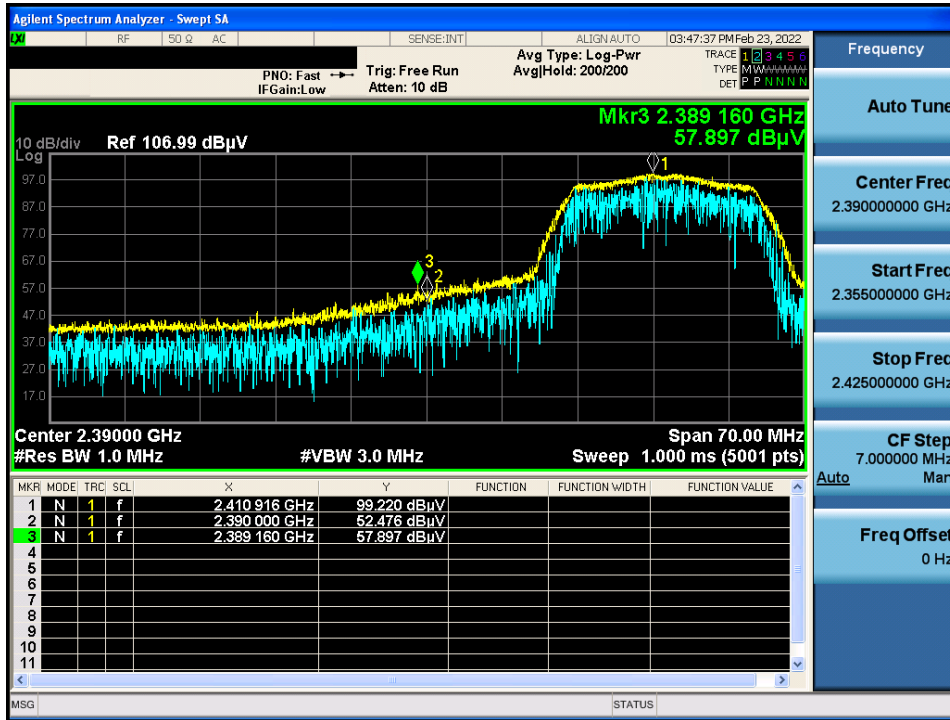 Agilent Spectrum Analyzer - Swept SA
LXI RF 50 Ω AC SENSE:INT ALIGN AUTO 03:47:37 PM Feb 23, 2022
PNO: Fast Trig: Free Run Avg Type: Log-Pwr TRACE 1 2 3 4 5 6
IFGain:Low Atten: 10 dB Avg|Hold: 200/200 TYPE M W W W W W
DET P P N N N N
Mkr3 2.389 160 GHz
57.897 dBµV
10 dB/div Ref 106.99 dBµV
Log
97.0
87.0
77.0
67.0
57.0
47.0
37.0
27.0
17.0
1
3
2
Center 2.39000 GHz Span 70.00 MHz
#Res BW 1.0 MHz #VBW 3.0 MHz Sweep 1.000 ms (5001 pts)
MKR MODE TRC SCL X Y FUNCTION FUNCTION WIDTH FUNCTION VALUE
1 N 1 f 2.410 916 GHz 99.220 dBµV
2 N 1 f 2.390 000 GHz 52.476 dBµV
3 N 1 f 2.389 160 GHz 57.897 dBµV
4
5
6
7
8
9
10
11
MSG STATUS
Frequency
Auto Tune
Center Freq
2.390000000 GHz
Start Freq
2.355000000 GHz
Stop Freq
2.425000000 GHz
CF Step
7.000000 MHz
Auto Man
Freq Offset
0 Hz